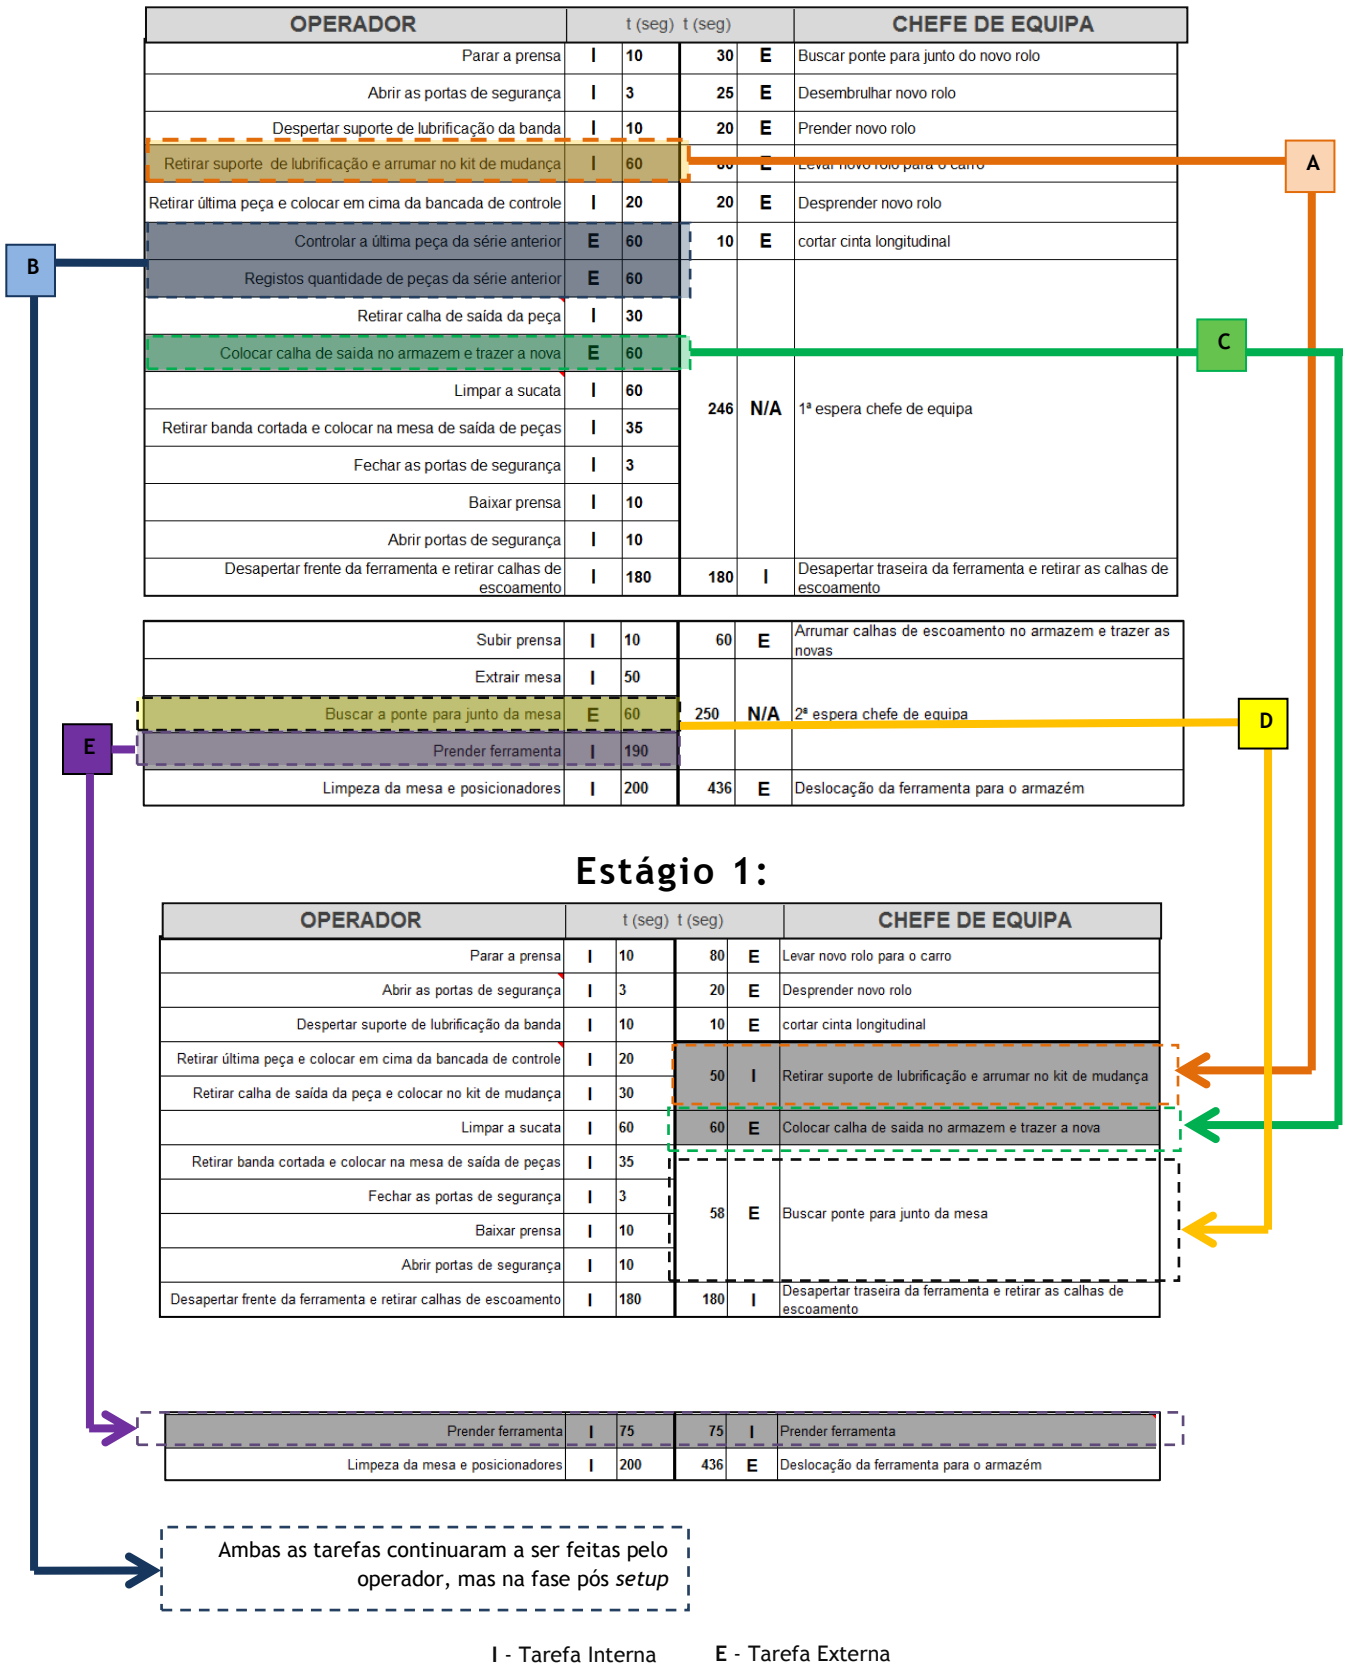 OPERADOR t (seg) t (seg) CHEFE DE EQUIPA
Parar a prensa I 10 30 E Buscar ponte para junto do novo rolo
Abrir as portas de segurança I 3 25 E Desembrulhar novo rolo
Despertar suporte de lubrificação da banda I 10 20 E Prender novo rolo
Retirar suporte de lubrificação e arrumar no kit de mudança I 60 80 E Levar novo rolo para o carro
A
Retirar última peça e colocar em cima da bancada de controle I 20 20 E Desprender novo rolo
Controlar a última peça da série anterior E 60 10 E cortar cinta longitudinal
B
Registos quantidade de peças da série anterior E 60
Retirar calha de saída da peça I 30
C
Colocar calha de saida no armazem e trazer a nova E 60
Limpar a sucata I 60
246 N/A 1ª espera chefe de equipa
Retirar banda cortada e colocar na mesa de saída de peças I 35
Fechar as portas de segurança I 3
Baixar prensa I 10
Abrir portas de segurança I 10
Desapertar frente da ferramenta e retirar calhas de
escoamento I 180 180 I Desapertar traseira da ferramenta e retirar as calhas de
escoamento
Subir prensa I 10 60 E Arrumar calhas de escoamento no armazem e trazer as
novas
Extrair mesa I 50
Buscar a ponte para junto da mesa E 60 250 N/A 2ª espera chefe de equipa
D
E
Prender ferramenta I 190
Limpeza da mesa e posicionadores I 200 436 E Deslocação da ferramenta para o armazém
Estágio 1:
OPERADOR t (seg) t (seg) CHEFE DE EQUIPA
Parar a prensa I 10 80 E Levar novo rolo para o carro
Abrir as portas de segurança I 3 20 E Desprender novo rolo
Despertar suporte de lubrificação da banda I 10 10 E cortar cinta longitudinal
Retirar última peça e colocar em cima da bancada de controle I 20
50 I Retirar suporte de lubrificação e arrumar no kit de mudança
Retirar calha de saída da peça e colocar no kit de mudança I 30
Limpar a sucata I 60 60 E Colocar calha de saida no armazem e trazer a nova
Retirar banda cortada e colocar na mesa de saída de peças I 35
Fechar as portas de segurança I 3
58 E Buscar ponte para junto da mesa
Baixar prensa I 10
Abrir portas de segurança I 10
Desapertar frente da ferramenta e retirar calhas de escoamento I 180 180 I Desapertar traseira da ferramenta e retirar as calhas de
escoamento
Prender ferramenta I 75 75 I Prender ferramenta
Limpeza da mesa e posicionadores I 200 436 E Deslocação da ferramenta para o armazém
Ambas as tarefas continuaram a ser feitas pelo
operador, mas na fase pós setup
I - Tarefa Interna E - Tarefa Externa